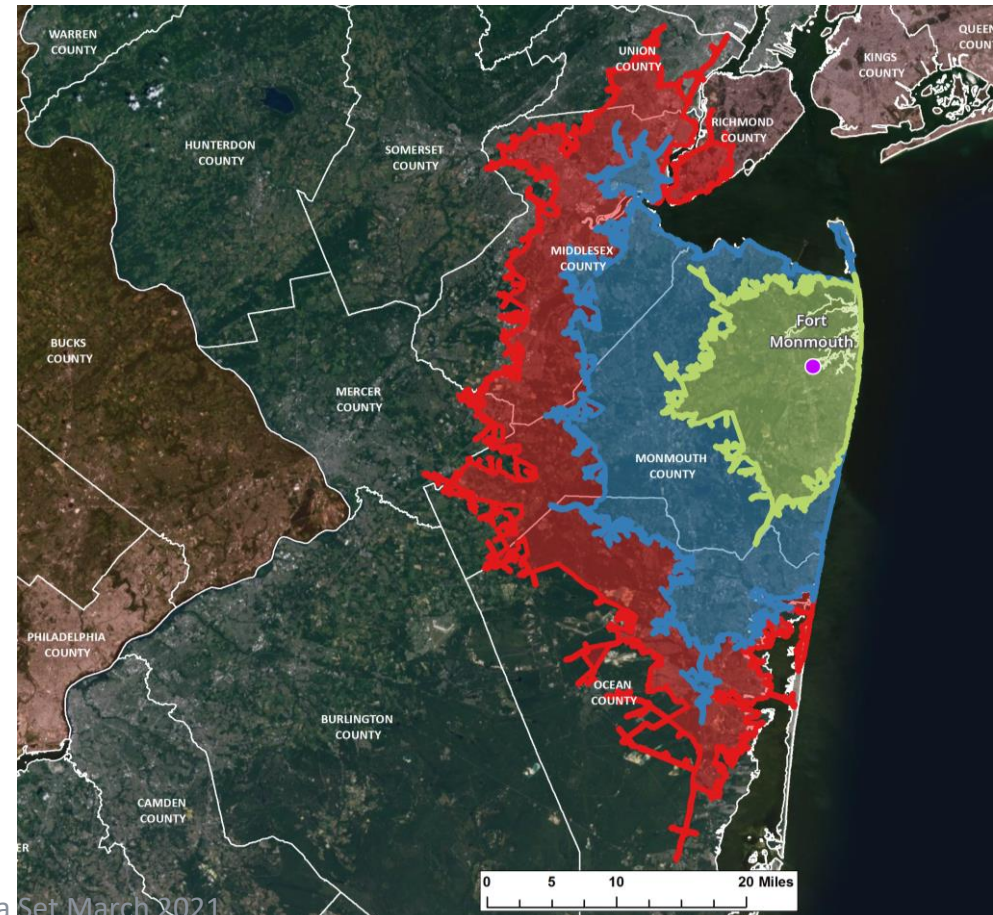 WARREN
COUNTY
UNION
COUNTY
KINGS
COUNTY
RICHMOND
COUNTY
HUNTERDON
COUNTY
SOMERSET
COUNTY
MIDDLESEX
COUNTY
Fort
Monmouth
BUCKS
COUNTY
MERCER
COUNTY
MONMOUTH
COUNTY
PHILADELPHIA
COUNTY
OCEAN
COUNTY
BURLINGTON
COUNTY
CAMDEN
COUNTY
ER
0 5 10 20 Miles
a Set March 2021